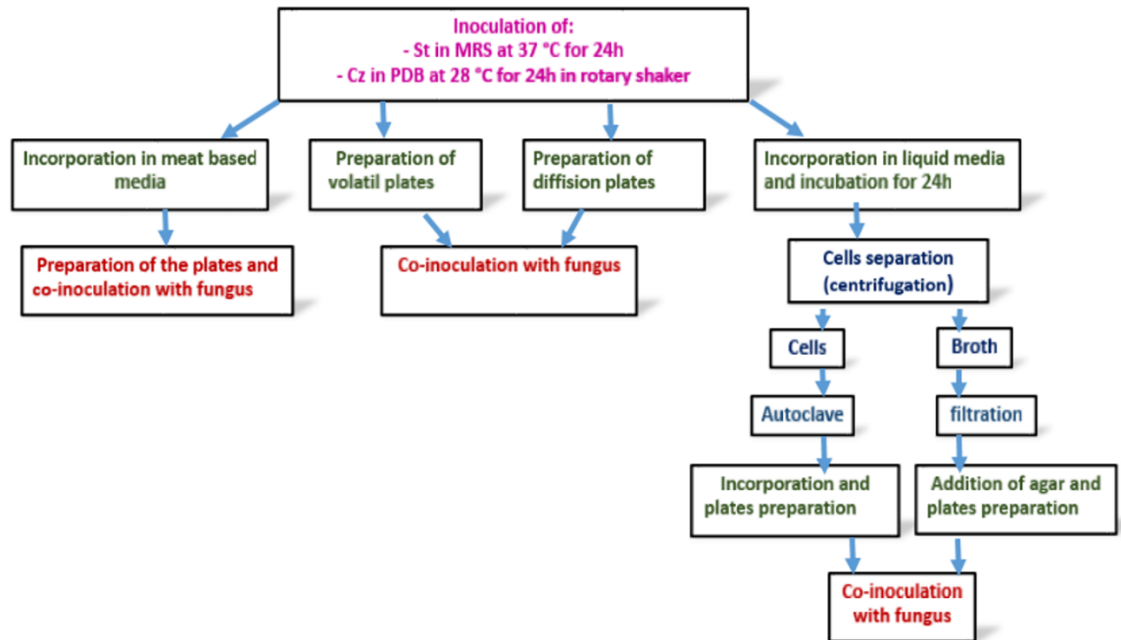 Inoculation of:
- St in MRS at 37 °C for 24h
- Cz in PDB at 28 °C for 24h in rotary shaker
Incorporation in meat based
media
Preparation of
volatil plates
Preparation of
diffision plates
Incorporation in liquid media
and incubation for 24h
Preparation of the plates and
co-inoculation with fungus
Co-inoculation with fungus
Cells separation
(centrifugation)
Cells
Broth
Autoclave
filtration
Incorporation and
plates preparation
Addition of agar and
plates preparation
Co-inoculation
with fungus